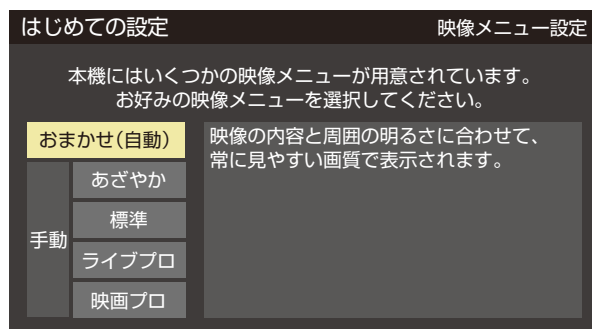 はじめての設定
映像メニュー設定
本機にはいくつかの映像メニューが用意されています。
お好みの映像メニューを選択してください。
おまかせ(自動)
映像の内容と周囲の明るさに合わせて、
常に見やすい画質で表示されます。
手動
あざやか
標準
ライブプロ
映画プロ